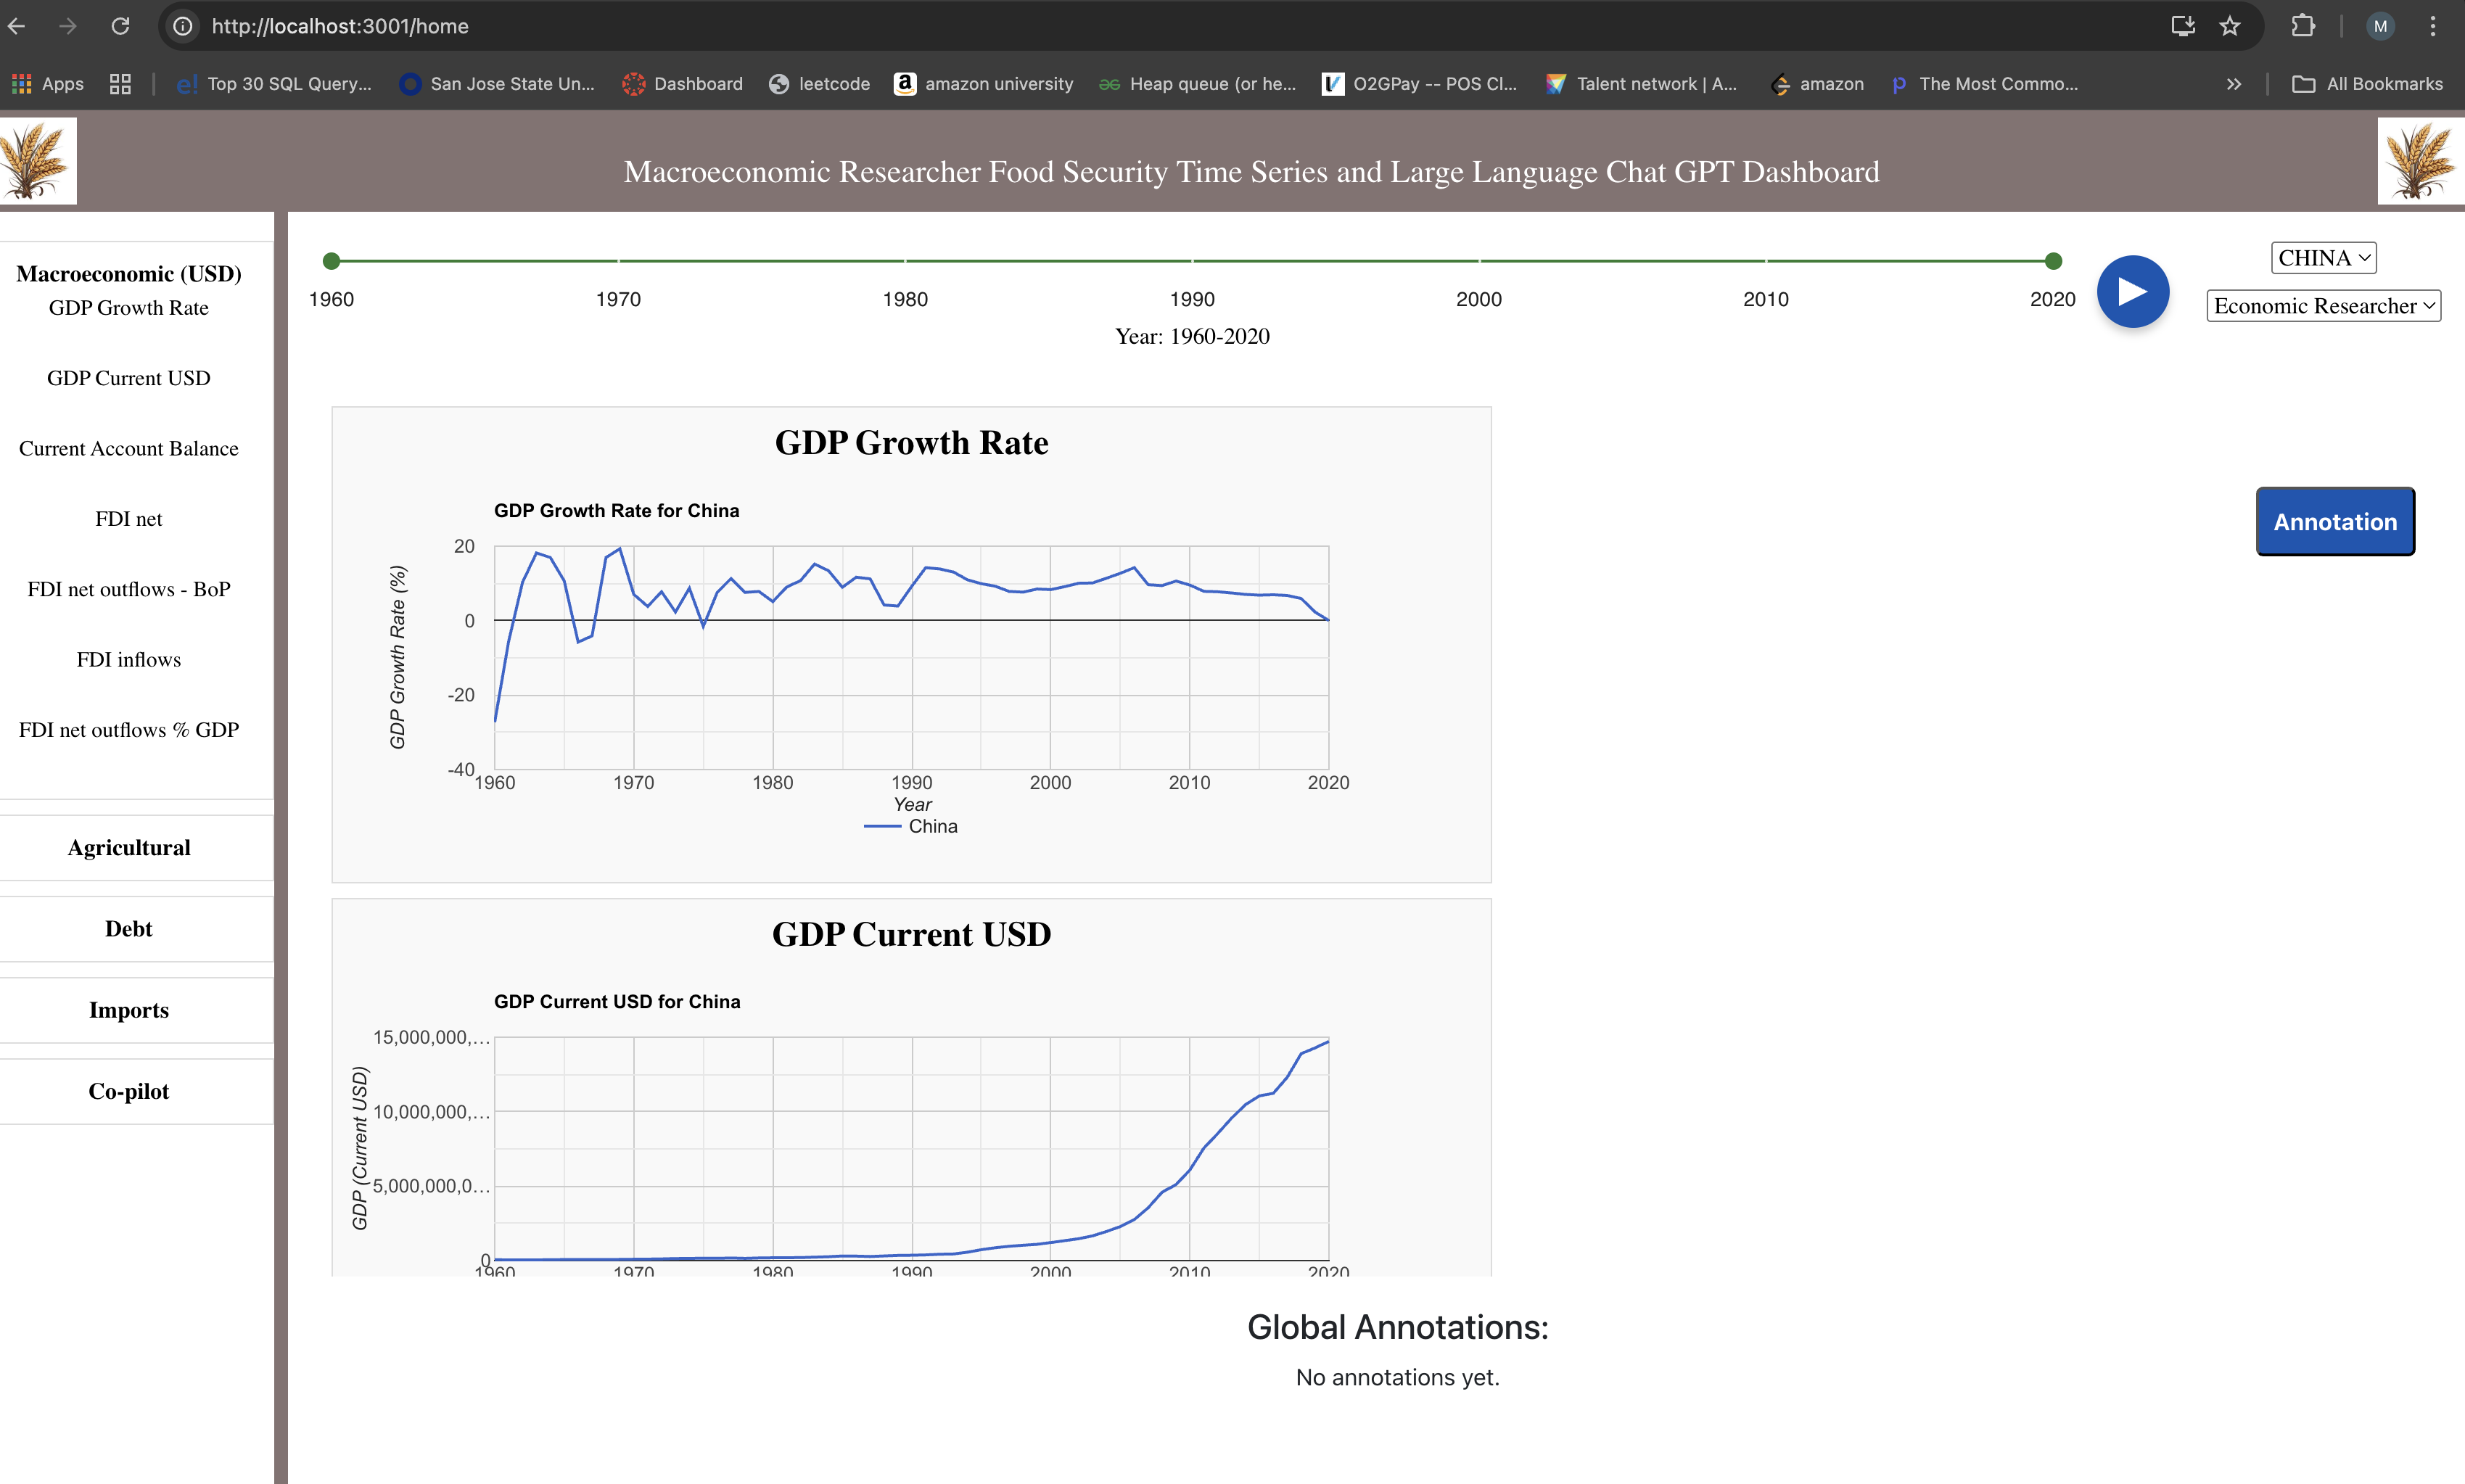 http://localhost:3001/home
M
Apps
Top 30 SQL Query...
San Jose State Un...
Dashboard
leetcode
amazon university
Heap queue (or he...
O2GPay -- POS Cl...
Talent network | A...
amazon
The Most Commo...
All Bookmarks
Macroeconomic Researcher Food Security Time Series and Large Language Chat GPT Dashboard
Macroeconomic (USD)
GDP Growth Rate
GDP Current USD
Current Account Balance
FDI net
FDI net outflows - BoP
FDI inflows
FDI net outflows % GDP
Agricultural
Debt
Imports
Co-pilot
1960 1970 1980 1990 2000 2010 2020
Year: 1960-2020
CHINA
Economic Researcher
Annotation
GDP Growth Rate
GDP Growth Rate for China
GDP Growth Rate (%)
20
0
-20
-40
1960 1970 1980 1990 2000 2010 2020
Year
China
GDP Current USD
GDP Current USD for China
GDP (Current USD)
15,000,000,...
10,000,000,...
5,000,000,0...
0
1960 1970 1980 1990 2000 2010 2020
Global Annotations:
No annotations yet.